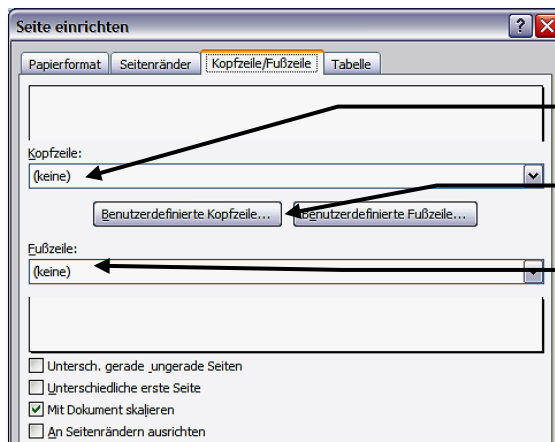 Seite einrichten
Papierformat Seitenränder Kopfzeile/Fußzeile Tabelle
Kopfzeile:
(keine)
Benutzerdefinierte Kopfzeile... Benutzerdefinierte Fußzeile...
Fußzeile:
(keine)
Untersch. gerade ungerade Seiten
Unterschiedliche erste Seite
Mit Dokument skalieren
An Seitenrändern ausrichten